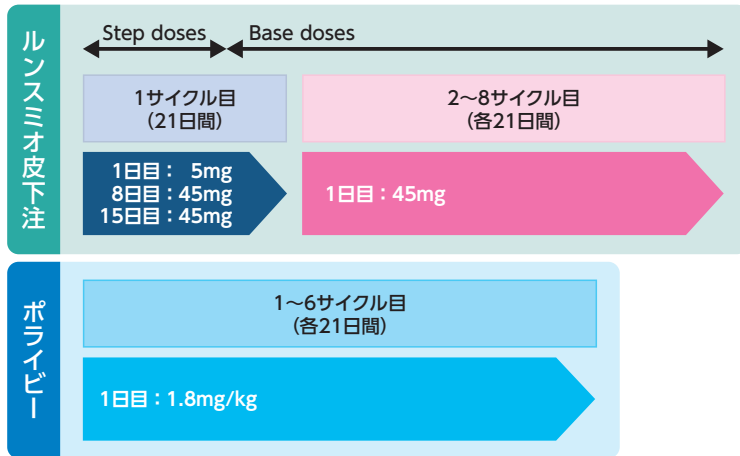 ルンスミオ皮下注
Step doses
Base doses
1サイクル目
（21日間）
2～8サイクル目
（各21日間）
1日目： 5mg
8日目：45mg
15日目：45mg
1日目：45mg
ポライビー
1～6サイクル目
（各21日間）
1日目：1.8mg/kg